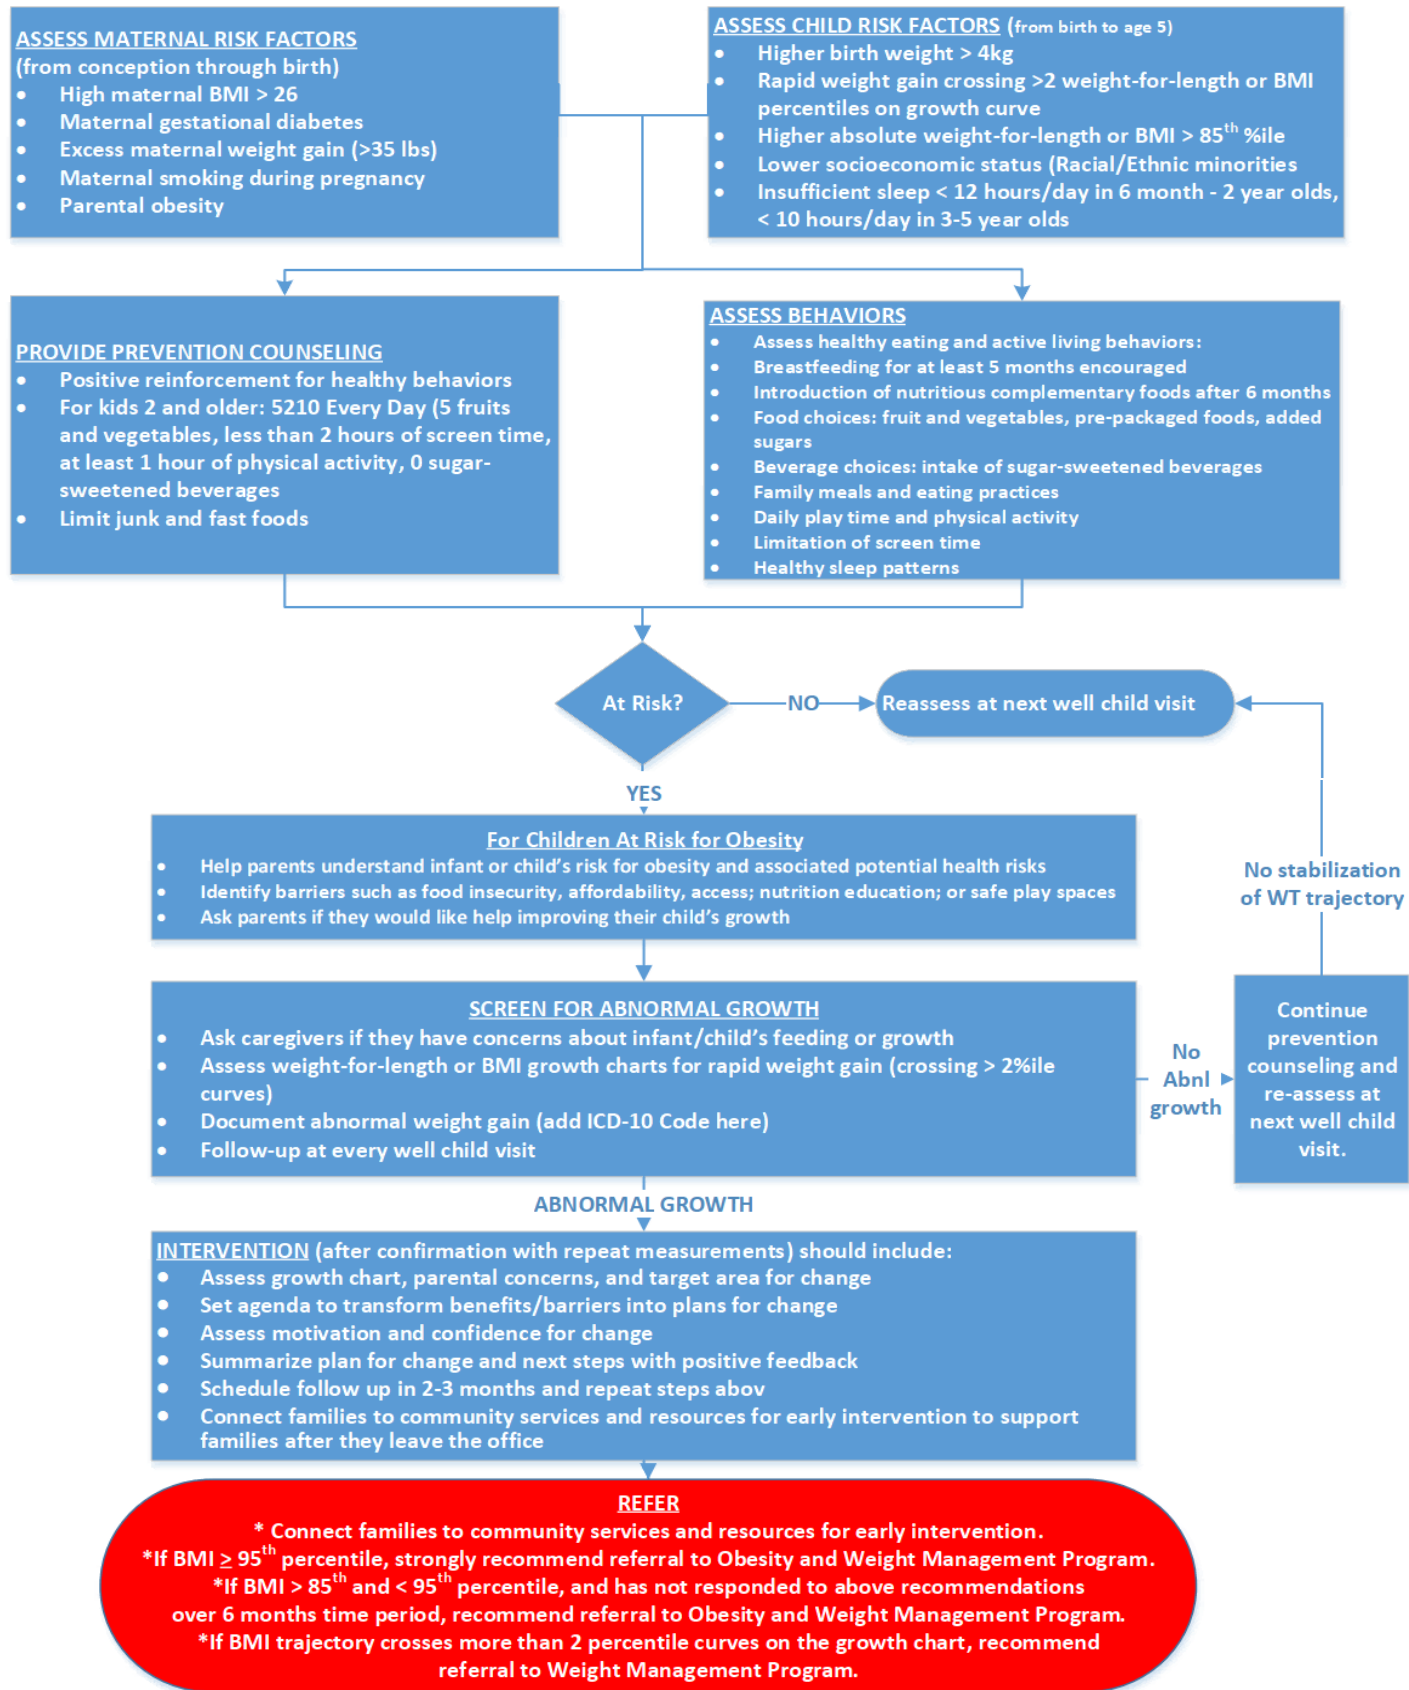 ASSESS MATERNAL RISK FACTORS
(from conception through birth)
• High maternal BMI > 26
• Maternal gestational diabetes
• Excess maternal weight gain (>35 lbs)
• Maternal smoking during pregnancy
• Parental obesity
ASSESS CHILD RISK FACTORS (from birth to age 5)
• Higher birth weight > 4kg
• Rapid weight gain crossing >2 weight-for-length or BMI
percentiles on growth curve
• Higher absolute weight-for-length or BMI > 85th %ile
• Lower socioeconomic status (Racial/Ethnic minorities
• Insufficient sleep < 12 hours/day in 6 month - 2 year olds,
< 10 hours/day in 3-5 year olds
PROVIDE PREVENTION COUNSELING
• Positive reinforcement for healthy behaviors
• For kids 2 and older: 5210 Every Day (5 fruits
and vegetables, less than 2 hours of screen time,
at least 1 hour of physical activity, 0 sugar-
sweetened beverages
• Limit junk and fast foods
ASSESS BEHAVIORS
• Assess healthy eating and active living behaviors:
• Breastfeeding for at least 5 months encouraged
• Introduction of nutritious complementary foods after 6 months
• Food choices: fruit and vegetables, pre-packaged foods, added
sugars
• Beverage choices: intake of sugar-sweetened beverages
• Family meals and eating practices
• Daily play time and physical activity
• Limitation of screen time
• Healthy sleep patterns
At Risk?
NO
Reassess at next well child visit
YES
For Children At Risk for Obesity
• Help parents understand infant or child's risk for obesity and associated potential health risks
• Identify barriers such as food insecurity, affordability, access; nutrition education; or safe play spaces
• Ask parents if they would like help improving their child's growth
No stabilization
of WT trajectory
SCREEN FOR ABNORMAL GROWTH
• Ask caregivers if they have concerns about infant/child's feeding or growth
• Assess weight-for-length or BMI growth charts for rapid weight gain (crossing > 2%ile
curves)
• Document abnormal weight gain (add ICD-10 Code here)
• Follow-up at every well child visit
No
Abnl
growth
Continue
prevention
counseling and
re-assess at
next well child
visit.
ABNORMAL GROWTH
INTERVENTION (after confirmation with repeat measurements) should include:
• Assess growth chart, parental concerns, and target area for change
• Set agenda to transform benefits/barriers into plans for change
• Assess motivation and confidence for change
• Summarize plan for change and next steps with positive feedback
• Schedule follow up in 2-3 months and repeat steps abov
• Connect families to community services and resources for early intervention to support
families after they leave the office
REFER
* Connect families to community services and resources for early intervention.
*If BMI ≥ 95th percentile, strongly recommend referral to Obesity and Weight Management Program.
*If BMI > 85th and < 95th percentile, and has not responded to above recommendations
over 6 months time period, recommend referral to Obesity and Weight Management Program.
*If BMI trajectory crosses more than 2 percentile curves on the growth chart, recommend
referral to Weight Management Program.